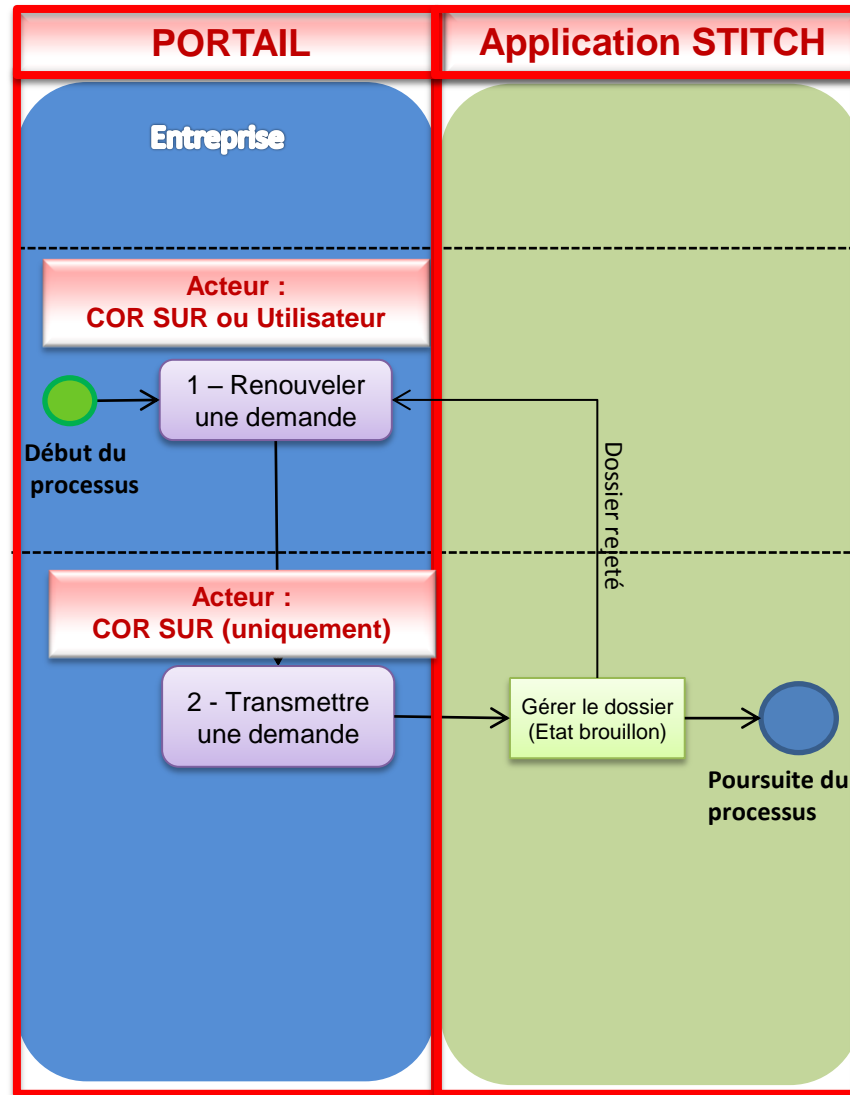 PORTAIL
Application STITCH
Entreprise
Acteur :
COR SUR ou Utilisateur
1 – Renouveler
une demande
Début du
processus
Dossier rejeté
Acteur :
COR SUR (uniquement)
2 - Transmettre
une demande
Gérer le dossier
(Etat brouillon)
Poursuite du
processus